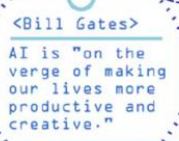 <Bill Gates>
AI is "on the
verge of making
our lives more
productive and
creative."